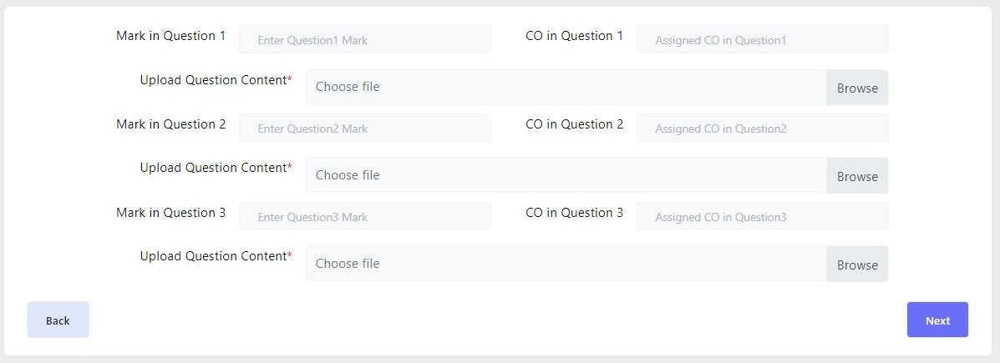 Mark in Question 1 Enter Question1 Mark CO in Question 1 Assigned CO in Question1
Upload Question Content* Choose file Browse
Mark in Question 2 Enter Question2 Mark CO in Question 2 Assigned CO in Question2
Upload Question Content* Choose file Browse
Mark in Question 3 Enter Question3 Mark CO in Question 3 Assigned CO in Question3
Upload Question Content* Choose file Browse
Back Next